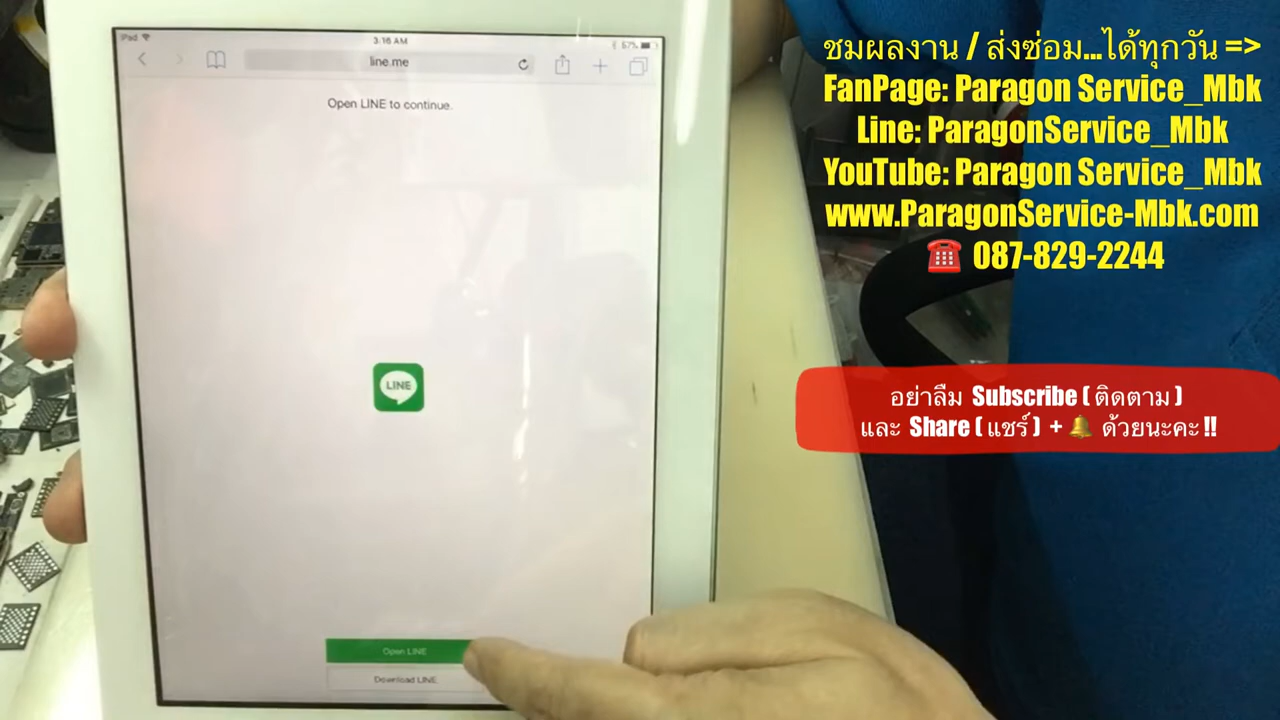 iPad
3:16 AM
57%
line.me
Open LINE to continue.
LINE
Open LINE
Download LINE
ชมผลงาน / ส่งซ่อม...ได้ทุกวัน =>
FanPage: Paragon Service_Mbk
Line: ParagonService_Mbk
YouTube: Paragon Service_Mbk
www.ParagonService-Mbk.com
☎️ 087-829-2244
อย่าลืม Subscribe ( ติดตาม )
และ Share ( แชร์ ) + 🔔 ด้วยนะคะ !!